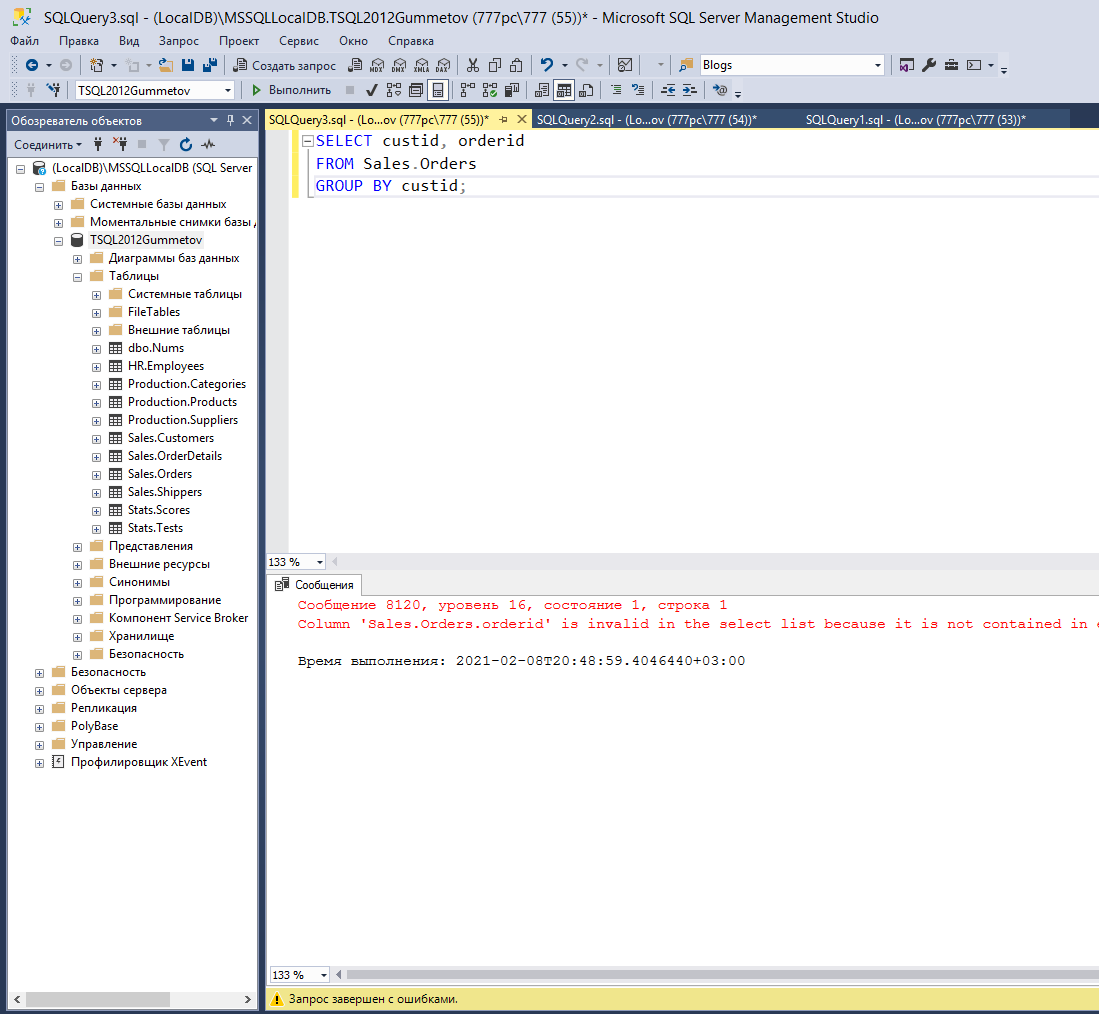 SQLQuery3.sql - (LocalDB)\MSSQLLocalDB.TSQL2012Gummetov (777pc\777 (55))* - Microsoft SQL Server Management Studio
Файл Правка Вид Запрос Проект Сервис Окно Справка
Создать запрос MDX DMX XMLA DAX Blogs
TSQL2012Gummetov Выполнить
Обозреватель объектов
SQLQuery3.sql - (Lo...ov (777pc\777 (55))* SQLQuery2.sql - (Lo...ov (777pc\777 (54))* SQLQuery1.sql - (Lo...ov (777pc\777 (53))*
Соединить
(LocalDB)\MSSQLLocalDB (SQL Server
Базы данных
Системные базы данных
Моментальные снимки базы
TSQL2012Gummetov
Диаграммы баз данных
Таблицы
Системные таблицы
FileTables
Внешние таблицы
dbo.Nums
HR.Employees
Production.Categories
Production.Products
Production.Suppliers
Sales.Customers
Sales.OrderDetails
Sales.Orders
Sales.Shippers
Stats.Scores
Stats.Tests
Представления
Внешние ресурсы
Синонимы
Программирование
Компонент Service Broker
Хранилище
Безопасность
Безопасность
Объекты сервера
Репликация
PolyBase
Управление
Профилировщик XEvent
SELECT custid, orderid
FROM Sales.Orders
GROUP BY custid;
133 %
Сообщения
Сообщение 8120, уровень 16, состояние 1, строка 1
Column 'Sales.Orders.orderid' is invalid in the select list because it is not contained in
Время выполнения: 2021-02-08T20:48:59.4046440+03:00
133 %
Запрос завершен с ошибками.